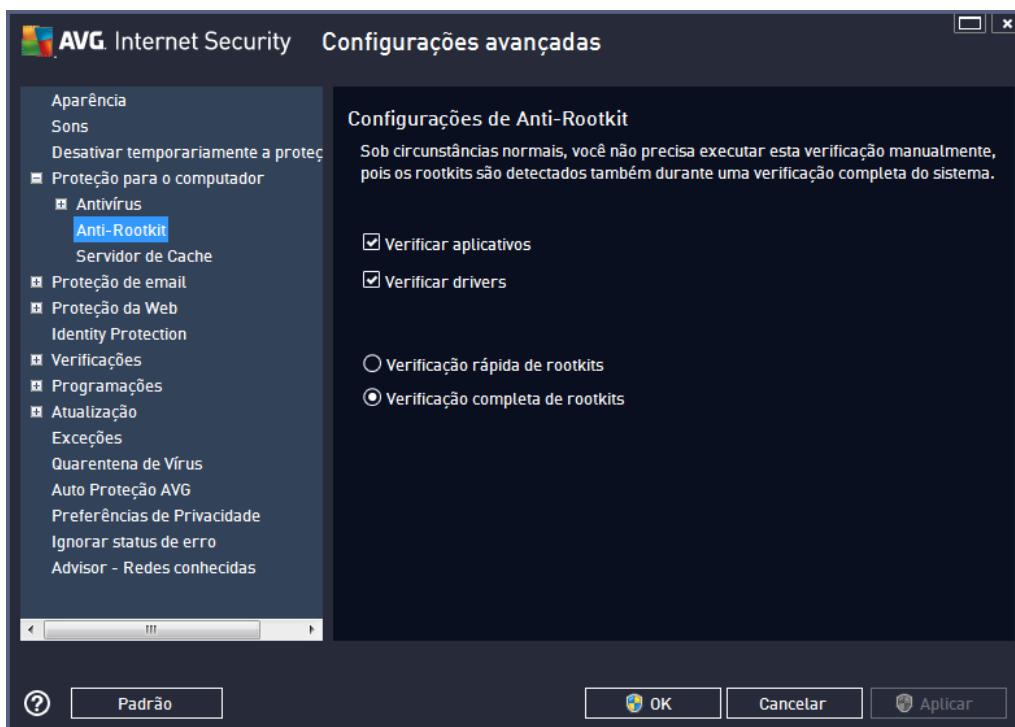 AVG. Internet Security Configurações avançadas
Aparência
Sons
Desativar temporariamente a proteç
Proteção para o computador
Antivírus
Anti-Rootkit
Servidor de Cache
Proteção de email
Proteção da Web
Identity Protection
Verificações
Programações
Atualização
Exceções
Quarentena de Vírus
Auto Proteção AVG
Preferências de Privacidade
Ignorar status de erro
Advisor - Redes conhecidas
Configurações de Anti-Rootkit
Sob circunstâncias normais, você não precisa executar esta verificação manualmente,
pois os rootkits são detectados também durante uma verificação completa do sistema.
Verificar aplicativos
Verificar drivers
Verificação rápida de rootkits
Verificação completa de rootkits
? Padrão OK Cancelar Aplicar